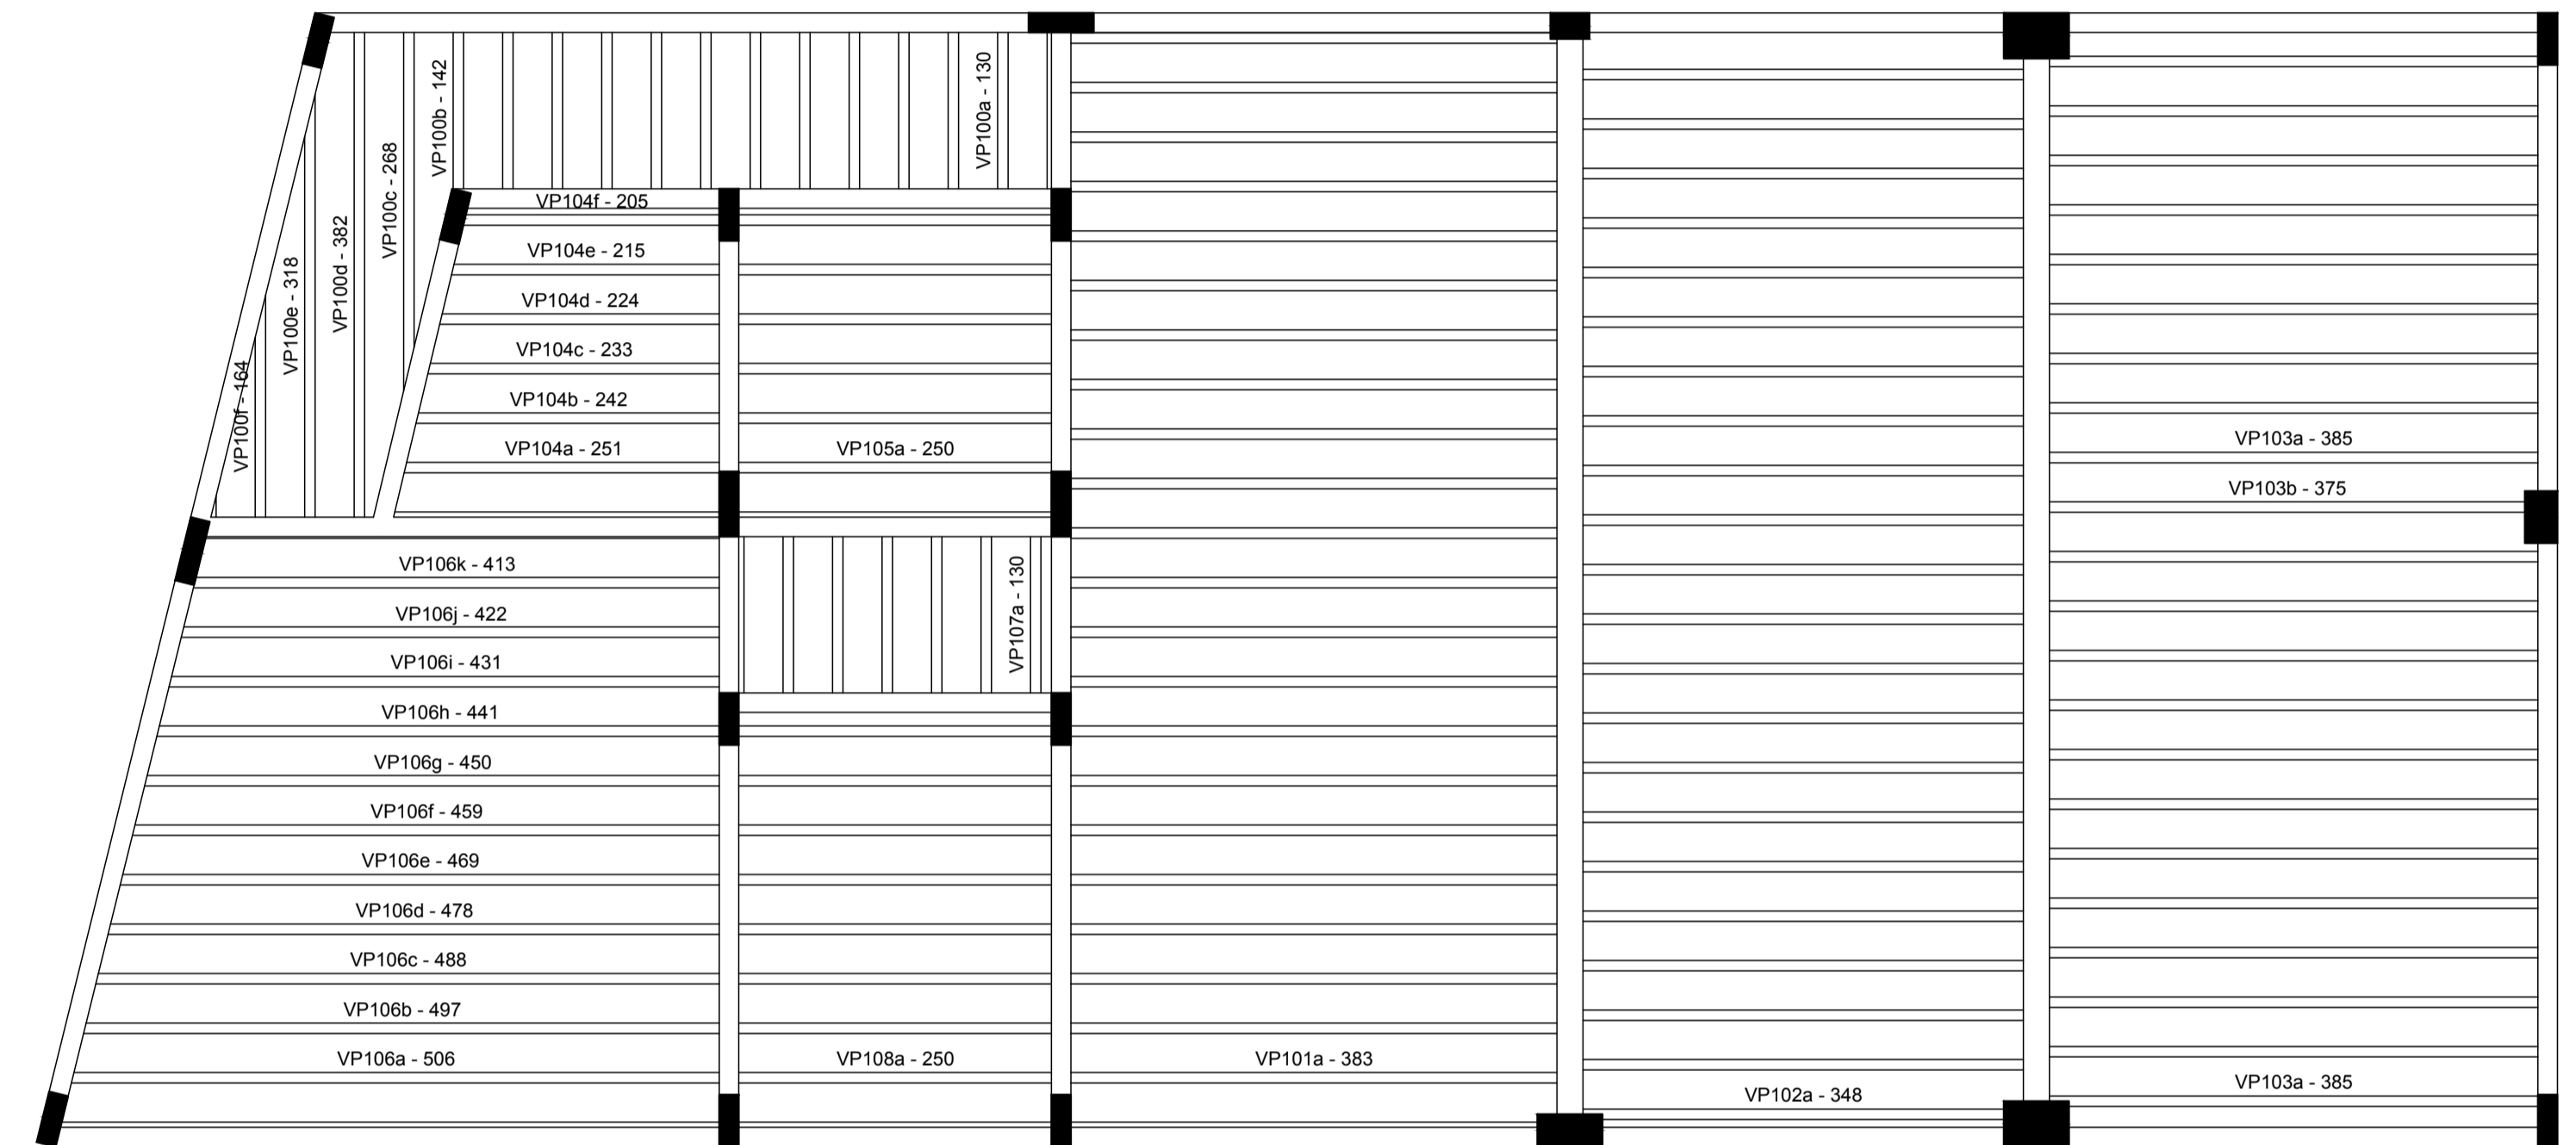 VP100f - 164
VP100e - 318
VP100d - 382
VP100c - 268
VP100b - 142
VP100a - 130
VP104f - 205
VP104e - 215
VP104d - 224
VP104c - 233
VP104b - 242
VP104a - 251
VP105a - 250
VP103a - 385
VP103b - 375
VP106k - 413
VP107a - 130
VP106j - 422
VP106i - 431
VP106h - 441
VP106g - 450
VP106f - 459
VP106e - 469
VP106d - 478
VP106c - 488
VP106b - 497
VP106a - 506
VP108a - 250
VP101a - 383
VP102a - 348
VP103a - 385